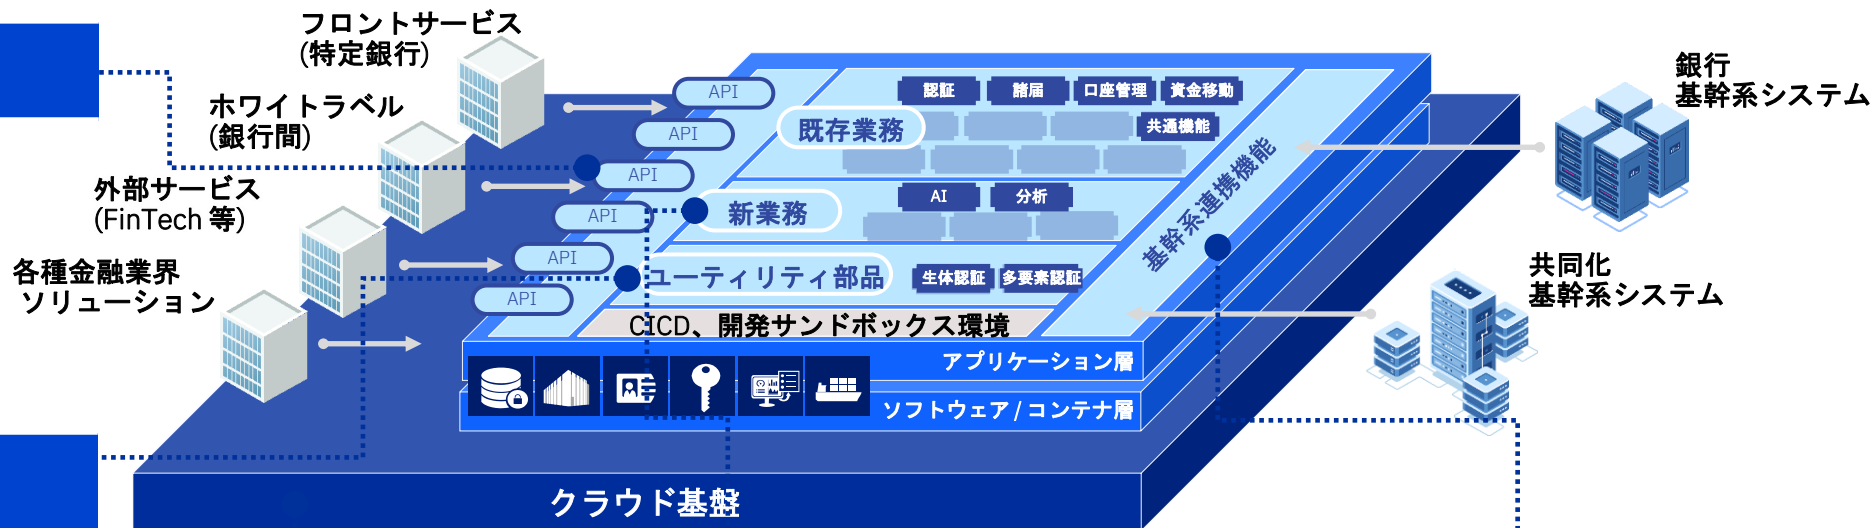 フロントサービス
(特定銀行)
ホワイトラベル
(銀行間)
外部サービス
(FinTech 等)
各種金融業界
ソリューション
API
API
API
API
API
API
既存業務
認証
諸届
口座管理
資金移動
共通機能
新業務
AI
分析
ユーティリティ部品
生体認証
多要素認証
CICD、開発サンドボックス環境
基幹系連携機能
アプリケーション層
ソフトウェア / コンテナ層
クラウド基盤
銀行
基幹系システム
共同化
基幹系システム